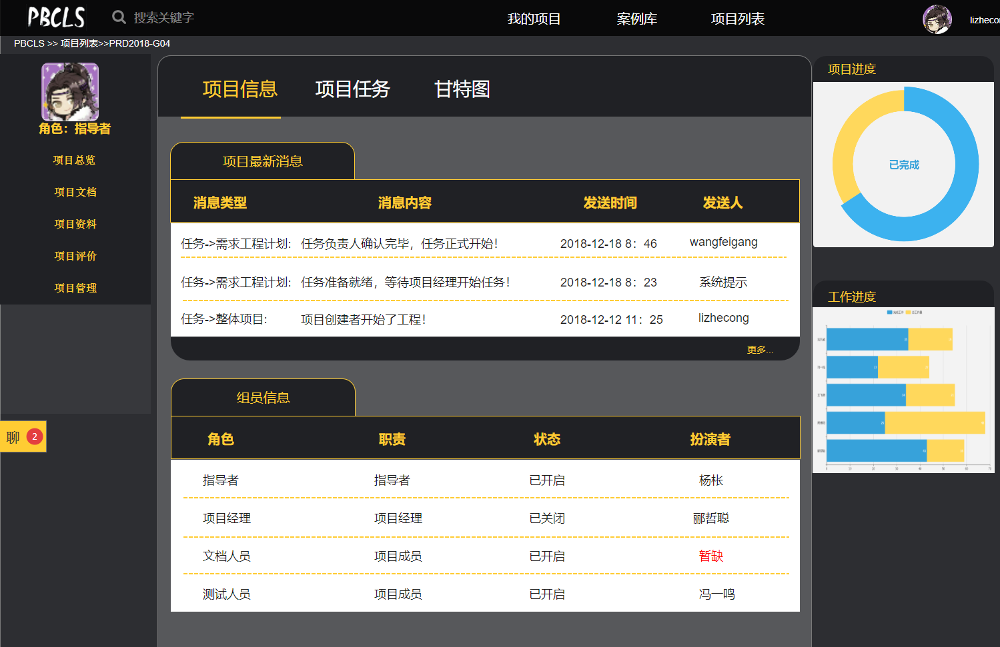 PBCLS 搜索关键字 我的项目 案例库 项目列表 lizhecon
PBCLS >> 项目列表>>PRD2018-G04
角色：指导者
项目总览
项目文档
项目资料
项目评价
项目管理
聊 2
项目信息 项目任务 甘特图
项目最新消息
消息类型 消息内容 发送时间 发送人
任务->需求工程计划: 任务负责人确认完毕，任务正式开始！ 2018-12-18 8：46 wangfeigang
任务->需求工程计划: 任务准备就绪，等待项目经理开始任务！ 2018-12-18 8：23 系统提示
任务->整体项目: 项目创建者开始了工程！ 2018-12-12 11：25 lizhecong
更多...
组员信息
角色 职责 状态 扮演者
指导者 指导者 已开启 杨枨
项目经理 项目经理 已关闭 郦哲聪
文档人员 项目成员 已开启 暂缺
测试人员 项目成员 已开启 冯一鸣
项目进度
已完成
工作进度